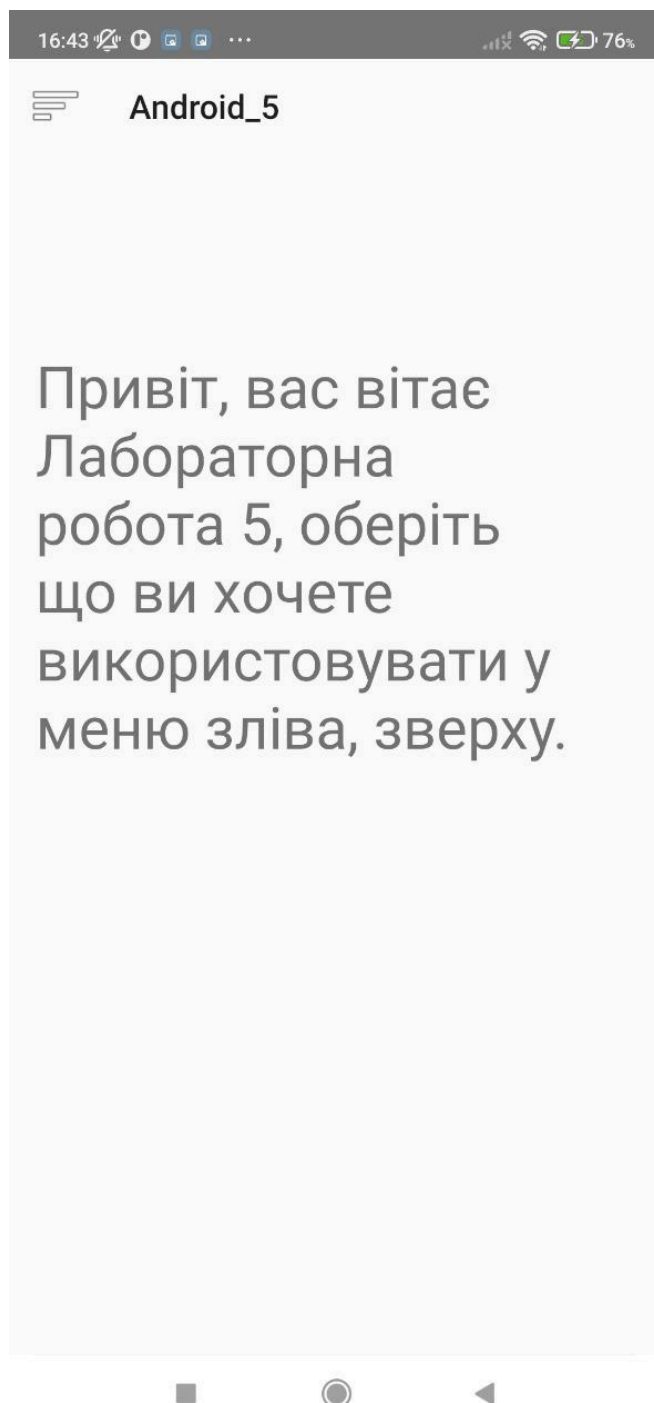 16:43 76%
Android_5
Привіт, вас вітає
Лабораторна
робота 5, оберіть
що ви хочете
використовувати у
меню зліва, зверху.